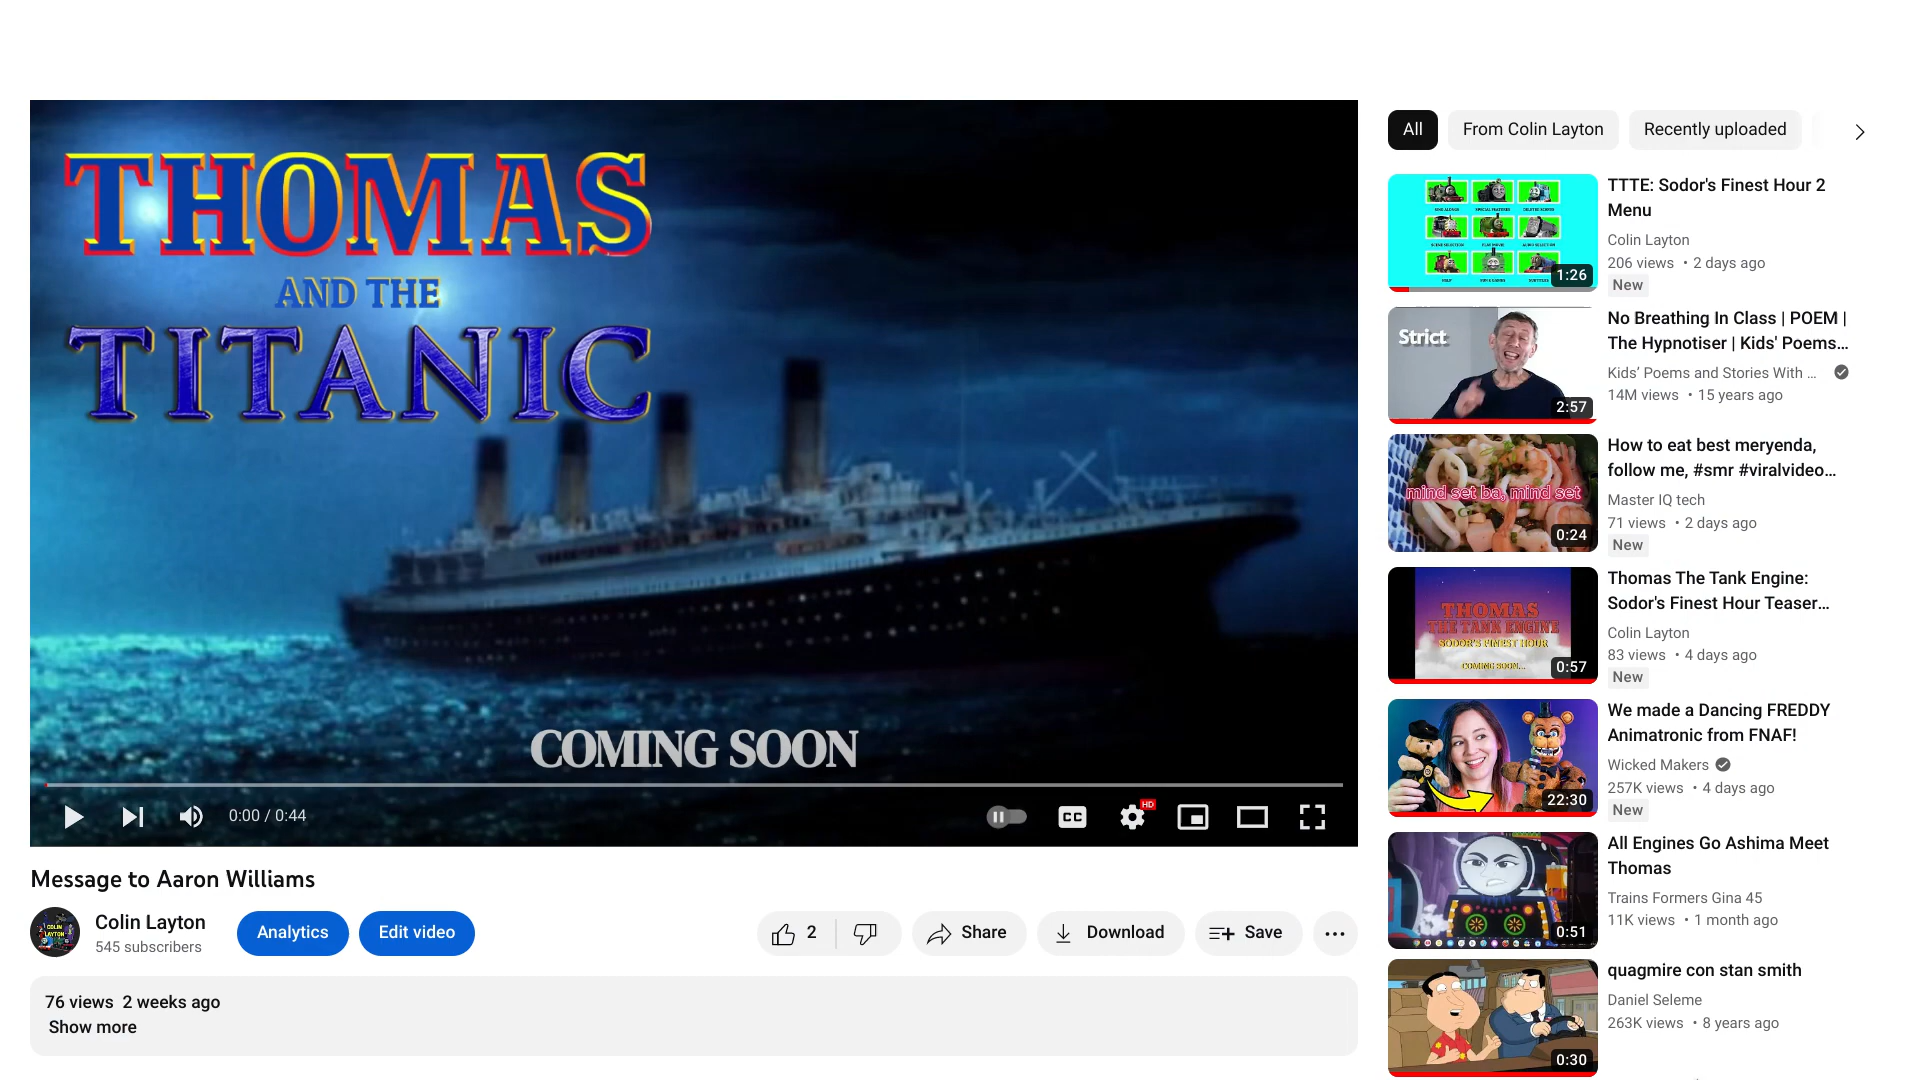 THOMAS
AND THE
TITANIC
COMING SOON
0:00 / 0:44
CC
HD
Message to Aaron Williams
Colin Layton
545 subscribers
Analytics
Edit video
2
Share
Download
Save
76 views 2 weeks ago
Show more
All
From Colin Layton
Recently uploaded
1:26
TTTE: Sodor's Finest Hour 2
Menu
Colin Layton
206 views • 2 days ago
New
Strict
2:57
No Breathing In Class | POEM |
The Hypnotiser | Kids' Poems...
Kids' Poems and Stories With ...
14M views • 15 years ago
mind set ba, mind set
0:24
How to eat best meryenda,
follow me, #smr #viralvideo...
Master IQ tech
71 views • 2 days ago
New
THOMAS
THE TANK ENGINE
SODOR'S FINEST HOUR
COMING SOON...
0:57
Thomas The Tank Engine:
Sodor's Finest Hour Teaser...
Colin Layton
83 views • 4 days ago
New
22:30
We made a Dancing FREDDY
Animatronic from FNAF!
Wicked Makers
257K views • 4 days ago
New
0:51
All Engines Go Ashima Meet
Thomas
Trains Formers Gina 45
11K views • 1 month ago
0:30
quagmire con stan smith
Daniel Seleme
263K views • 8 years ago